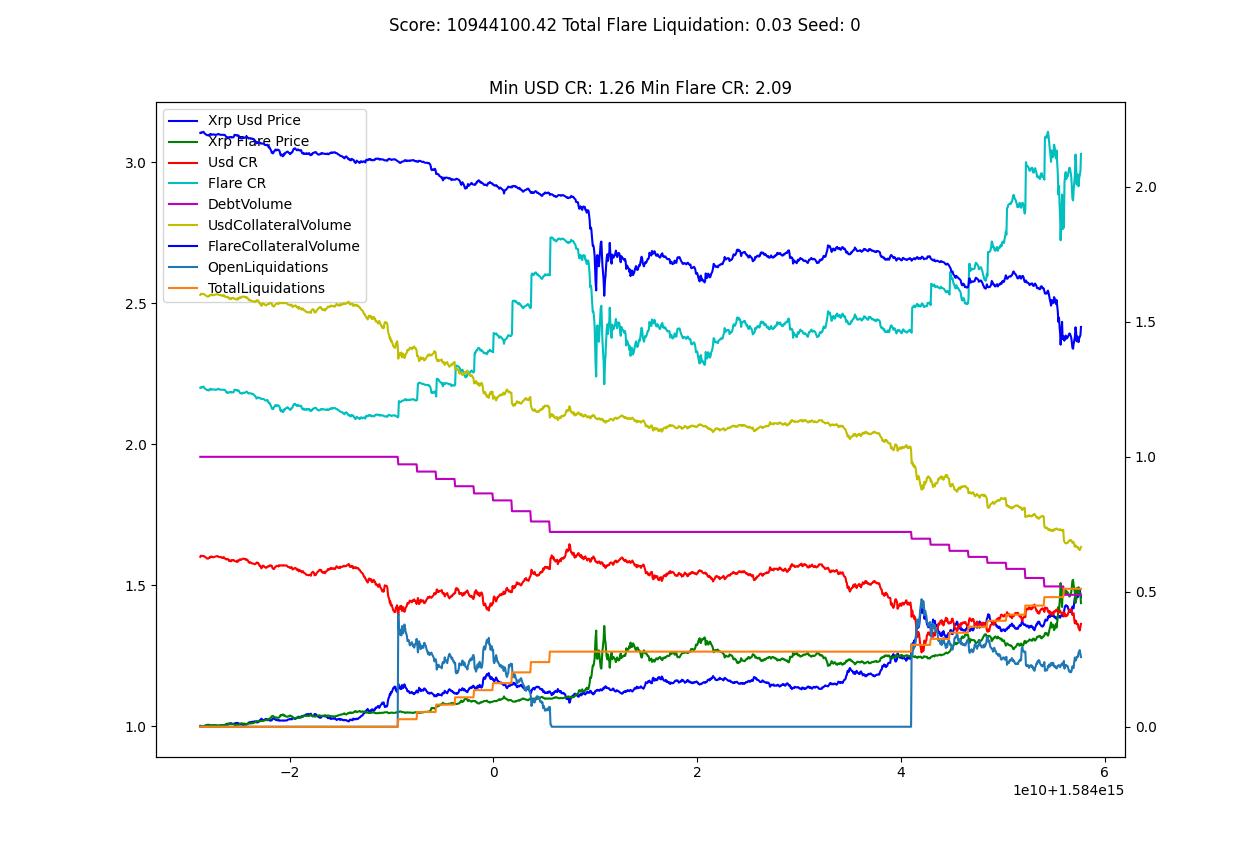 Score: 10944100.42 Total Flare Liquidation: 0.03 Seed: 0
Min USD CR: 1.26 Min Flare CR: 2.09
Xrp Usd Price
Xrp Flare Price
Usd CR
Flare CR
DebtVolume
UsdCollateralVolume
FlareCollateralVolume
OpenLiquidations
TotalLiquidations
3.0
2.5
2.0
1.5
1.0
2.0
1.5
1.0
0.5
0.0
−2
0
2
4
6
1e10+1.584e15